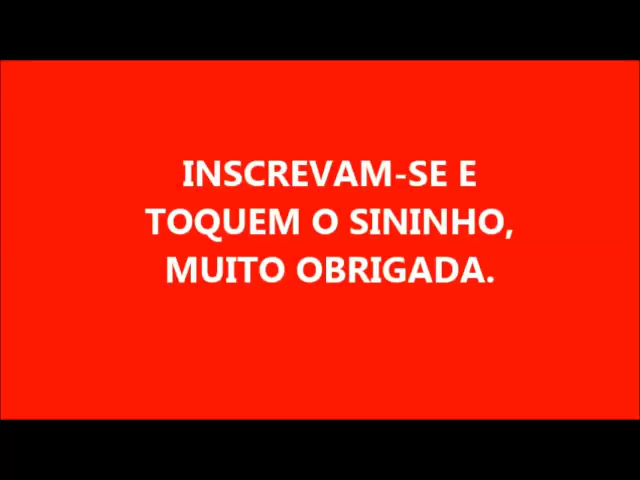 INSCREVAM-SE E
TOQUEM O SININHO,
MUITO OBRIGADA.